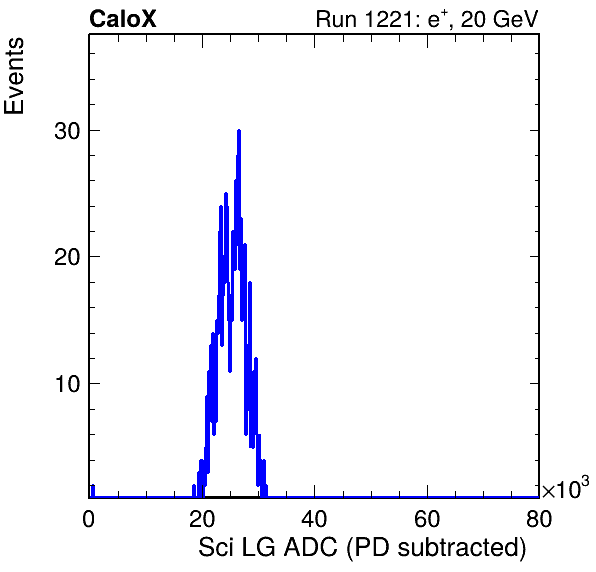 CaloX
Run 1221: e⁺, 20 GeV
Events
30
20
10
×10³
0 20 40 60 80
Sci LG ADC (PD subtracted)